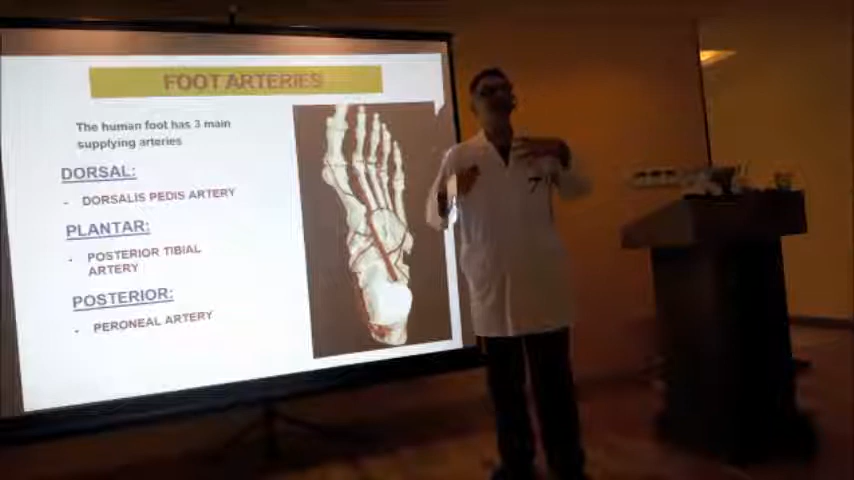 FOOT ARTERIES
The human foot has 3 main
supplying arteries
DORSAL:
- DORSALIS PEDIS ARTERY
PLANTAR:
- POSTERIOR TIBIAL
ARTERY
POSTERIOR:
- PERONEAL ARTERY